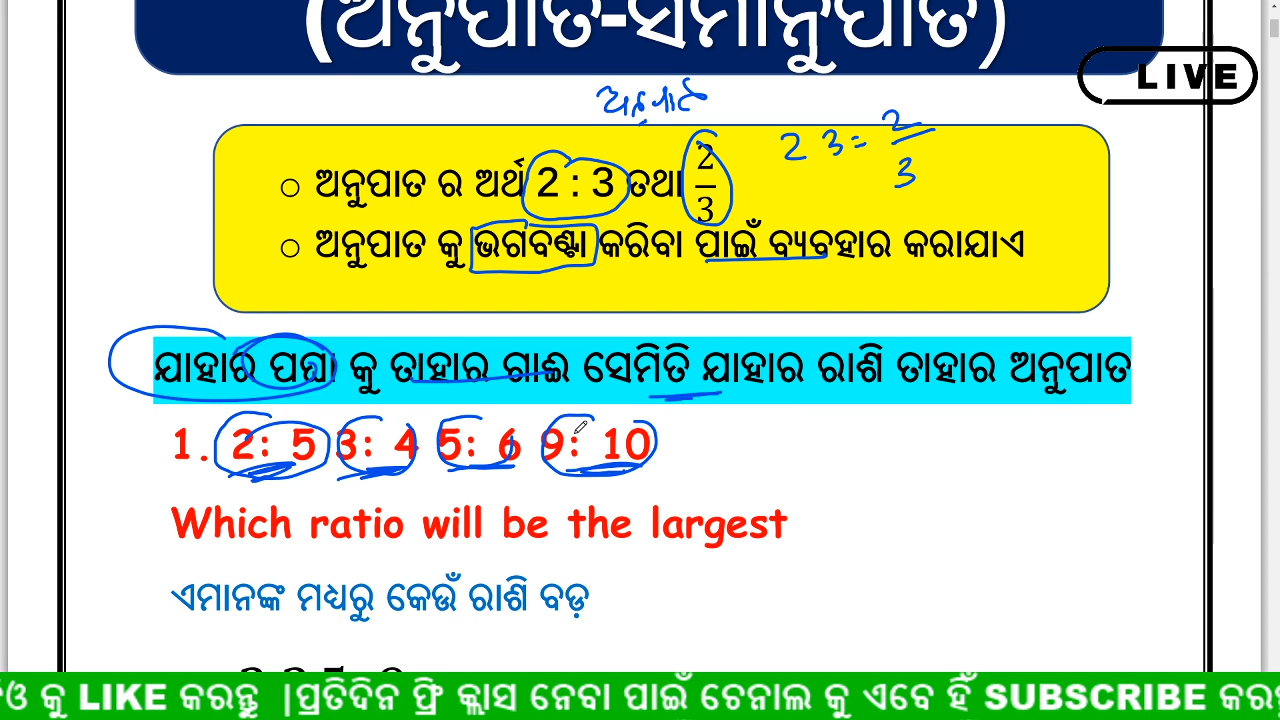 (ଅନୁପାତ-ସମାନୁପାତ)
LIVE
ଅନୁପାତ
2 3 = 2/3
○ ଅନୁପାତ ର ଅର୍ଥ 2 : 3 ତଥା 2/3
○ ଅନୁପାତ କୁ ଭଗବଣ୍ଟା କରିବା ପାଇଁ ବ୍ୟବହାର କରାଯାଏ
ଯାହାର ପଘା କୁ ତାହାର ଗାଈ ସେମିତି ଯାହାର ରାଶି ତାହାର ଅନୁପାତ
1. 2: 5 3: 4 5: 6 9: 10
Which ratio will be the largest
ଏମାନଙ୍କ ମଧ୍ୟରୁ କେଉଁ ରାଶି ବଡ଼
କୁ LIKE କରନ୍ତୁ |ପ୍ରତିଦିନ ଫ୍ରି କ୍ଲାସ ନେବା ପାଇଁ ଚେନାଲ କୁ ଏବେ ହିଁ SUBSCRIBE